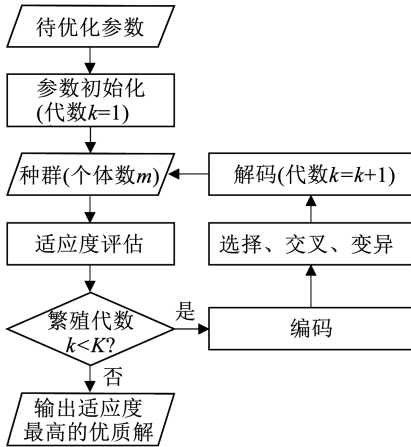 待优化参数
参数初始化
(代数k=1)
种群(个体数m)
解码(代数k=k+1)
适应度评估
选择、交叉、变异
繁殖代数
k<K?
是
编码
否
输出适应度
最高的优质解